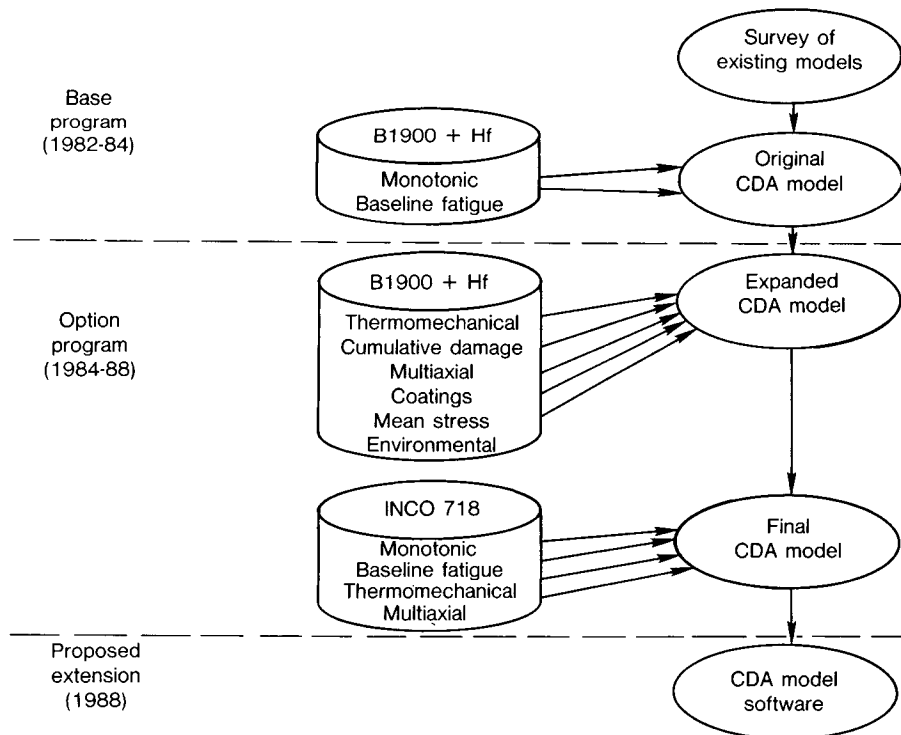 Survey of
existing models
Base
program
(1982-84)
B1900 + Hf
Monotonic
Baseline fatigue
Original
CDA model
Option
program
(1984-88)
B1900 + Hf
Thermomechanical
Cumulative damage
Multiaxial
Coatings
Mean stress
Environmental
Expanded
CDA model
INCO 718
Monotonic
Baseline fatigue
Thermomechanical
Multiaxial
Final
CDA model
Proposed
extension
(1988)
CDA model
software